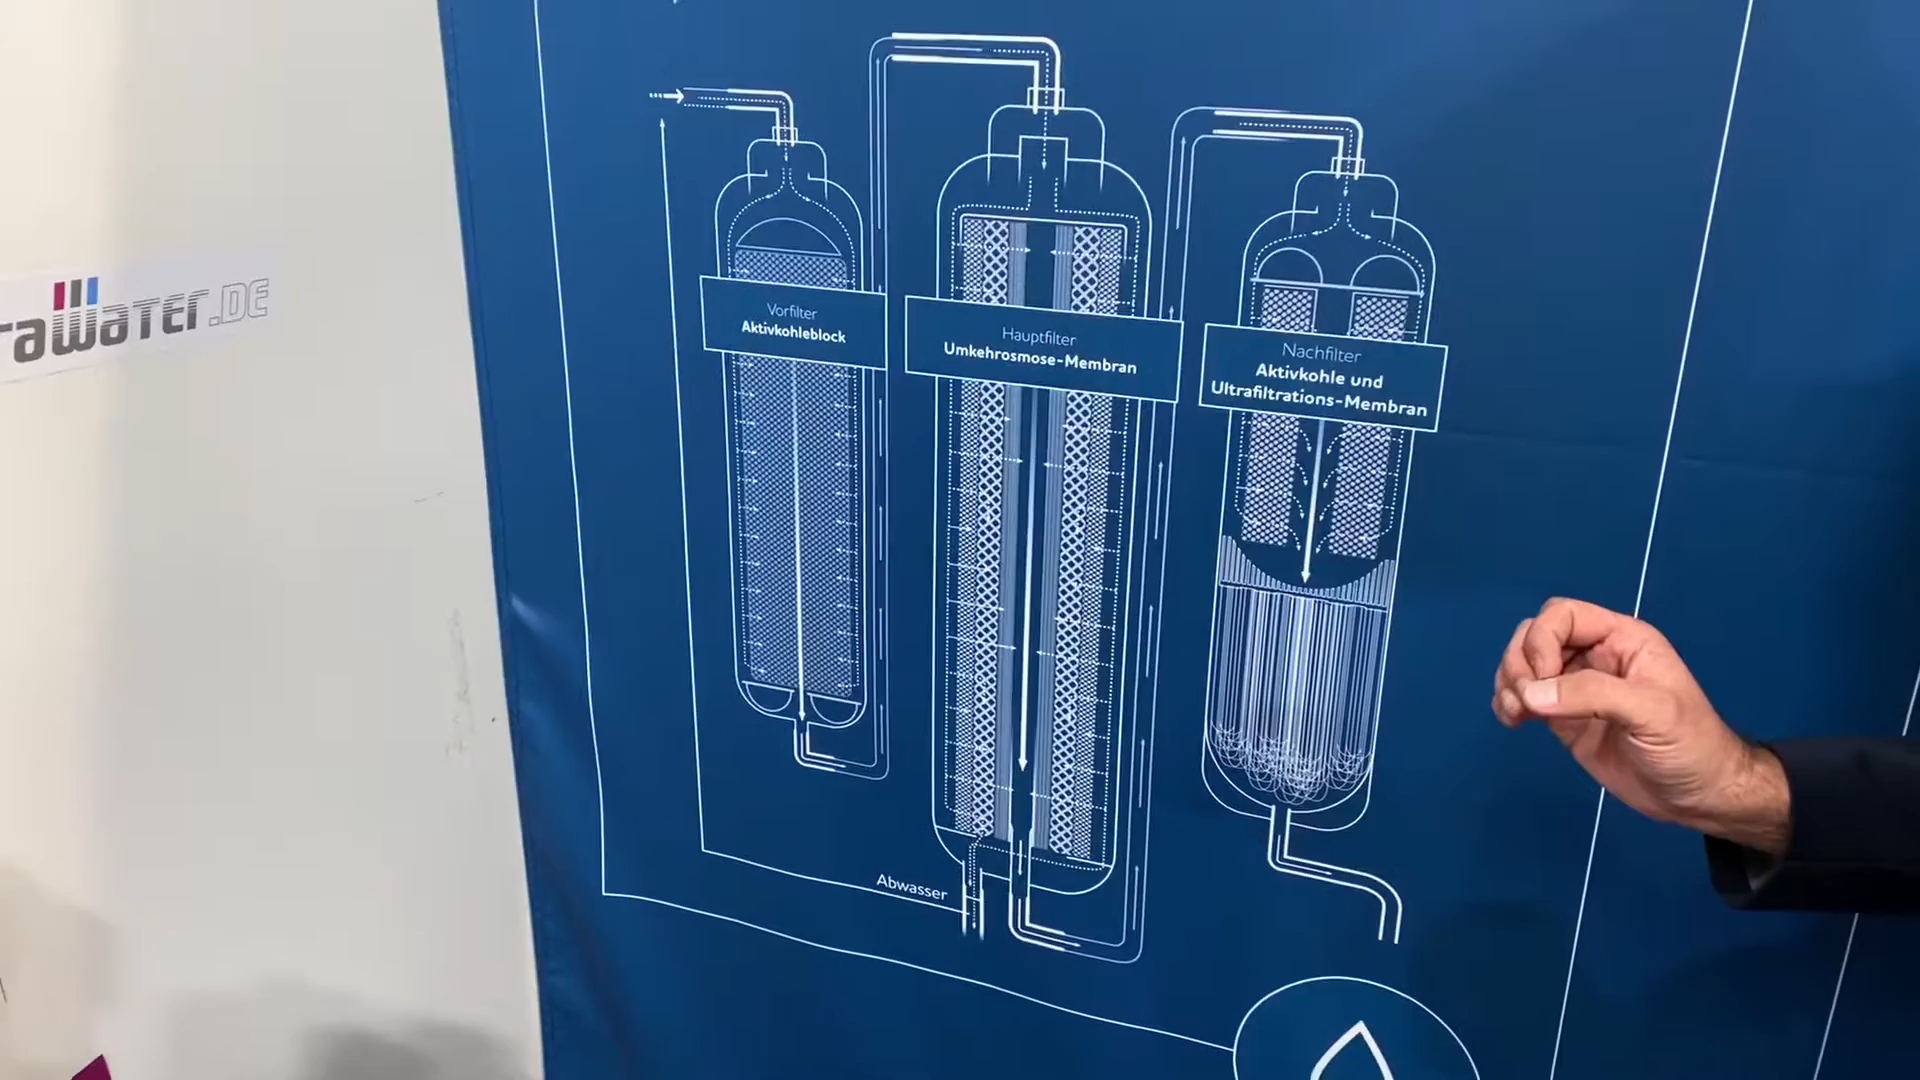 rawater.DE
Vorfilter
Aktivkohleblock
Hauptfilter
Umkehrosmose-Membran
Nachfilter
Aktivkohle und
Ultrafiltrations-Membran
Abwasser